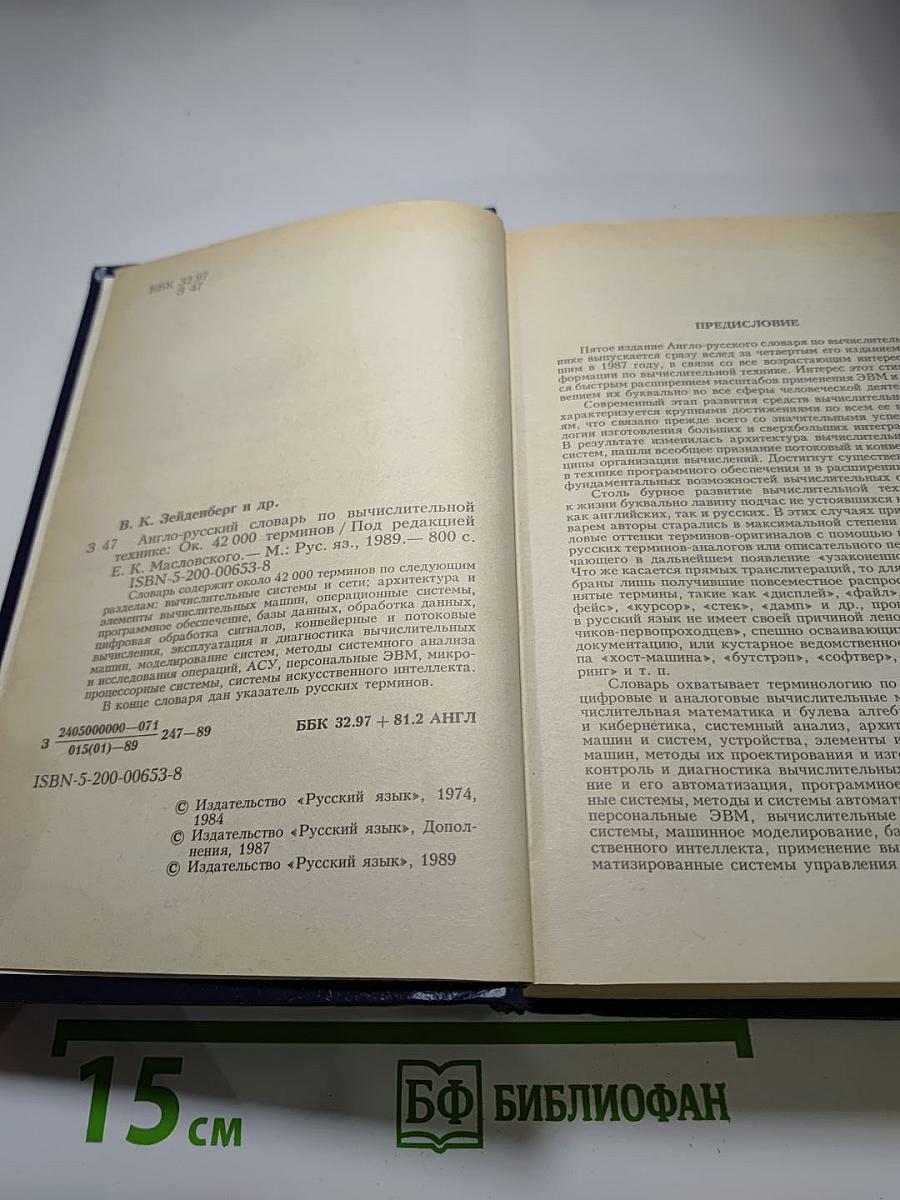 ББК 32.97
З 47
В. К. Зейденберг и др.
З 47 Англо-русский словарь по вычислительной
технике: Ок. 42 000 терминов / Под редакцией
Е. К. Масловского.— М.: Рус. яз., 1989.— 800 с.
ISBN-5-200-00653-8
Словарь содержит около 42 000 терминов по следующим
разделам: вычислительные системы и сети; архитектура и
элементы вычислительных машин, операционные системы,
программное обеспечение, базы данных, обработка данных,
цифровая обработка сигналов, конвейерные и потоковые
вычисления, эксплуатация и диагностика вычислительных
машин, моделирование систем, методы системного анализа
и исследования операций, АСУ, персональные ЭВМ, микро-
процессорные системы, системы искусственного интеллекта.
В конце словаря дан указатель русских терминов.
З 2405000000—071 247—89
015(01)—89
ББК 32.97 + 81.2 АНГЛ
ISBN-5-200-00653-8
© Издательство «Русский язык», 1974,
1984
© Издательство «Русский язык», Допол-
нения, 1987
© Издательство «Русский язык», 1989
ПРЕДИСЛОВИЕ
Пятое издание Англо-русского словаря по вычислитель
нике выпускается сразу вслед за четвертым его изданием
шим в 1987 году, в связи со все возрастающим интерес
формации по вычислительной технике. Интерес этот сти
ся быстрым расширением масштабов применения ЭВМ и
вением их буквально во все сферы человеческой деяте
Современный этап развития средств вычислительн
характеризуется крупными достижениями по всем ее н
ям, что связано прежде всего со значительными успе
логии изготовления больших и сверхбольших интегра
В результате изменилась архитектура вычислительн
систем, нашли всеобщее признание потоковый и конве
ципы организации вычислений. Достигнут существен
в технике программного обеспечения и в расширени
фундаментальных возможностей вычислительных с
Столь бурное развитие вычислительной тех
к жизни буквально лавину подчас не устоявшихся н
как английских, так и русских. В этих случаях при
варем авторы старались в максимальной степени
ловые оттенки терминов-оригиналов с помощью
русских терминов-аналогов или описательного пе
чающего в дальнейшем появление «узаконенно
Что же касается прямых транслитераций, то для
браны лишь получившие повсеместное распрос
нятые термины, такие как «дисплей», «файл»,
фейс», «курсор», «стек», «дамп» и др., про
в русский язык не имеет своей причиной лено
чиков-первопроходцев», спешно осваивающих
документацию, или кустарное ведомственное
па «хост-машина», «бутстрэп», «софтвер»,
ринг» и т. п.
Словарь охватывает терминологию по
цифровые и аналоговые вычислительные м
числительная математика и булева алгеб
и кибернетика, системный анализ, архит
машин и систем, устройства, элементы и
машин, методы их проектирования и изго
контроль и диагностика вычислительных
ние и его автоматизация, программное
ные системы, методы и системы автомат
персональные ЭВМ, вычислительные
системы, машинное моделирование, ба
ственного интеллекта, применение вы
матизированные системы управления
15 см
БФ БИБЛИОФАН